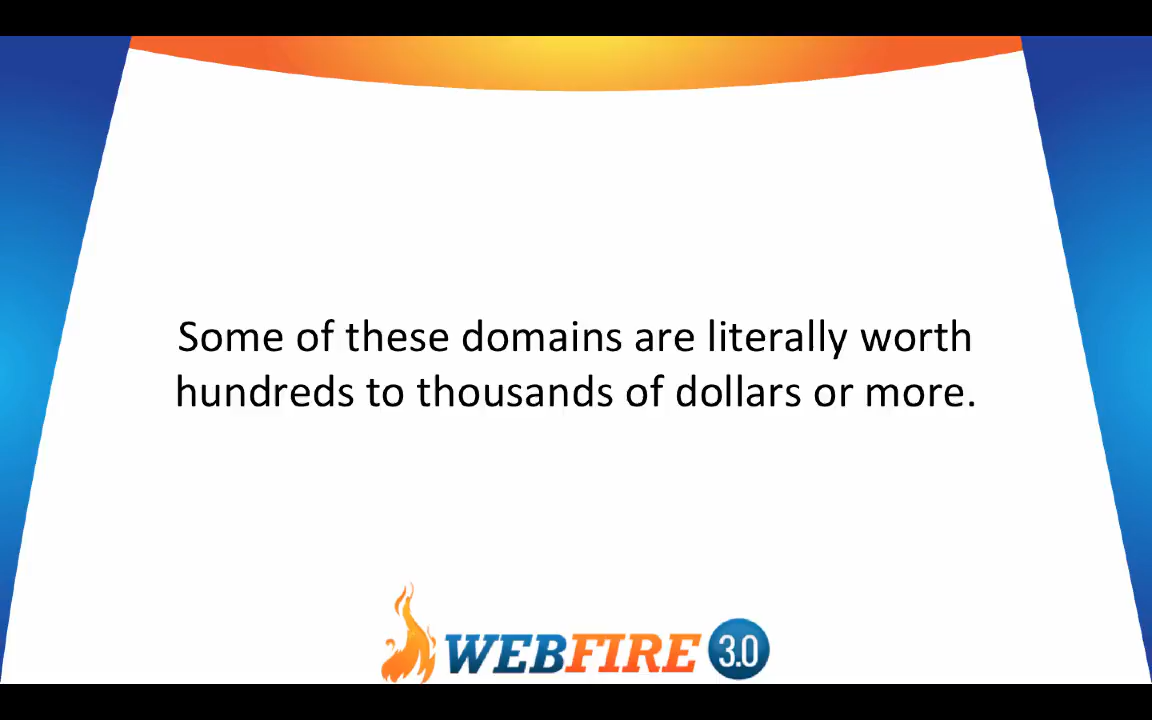 Some of these domains are literally worth
hundreds to thousands of dollars or more.
WEBFIRE 3.0